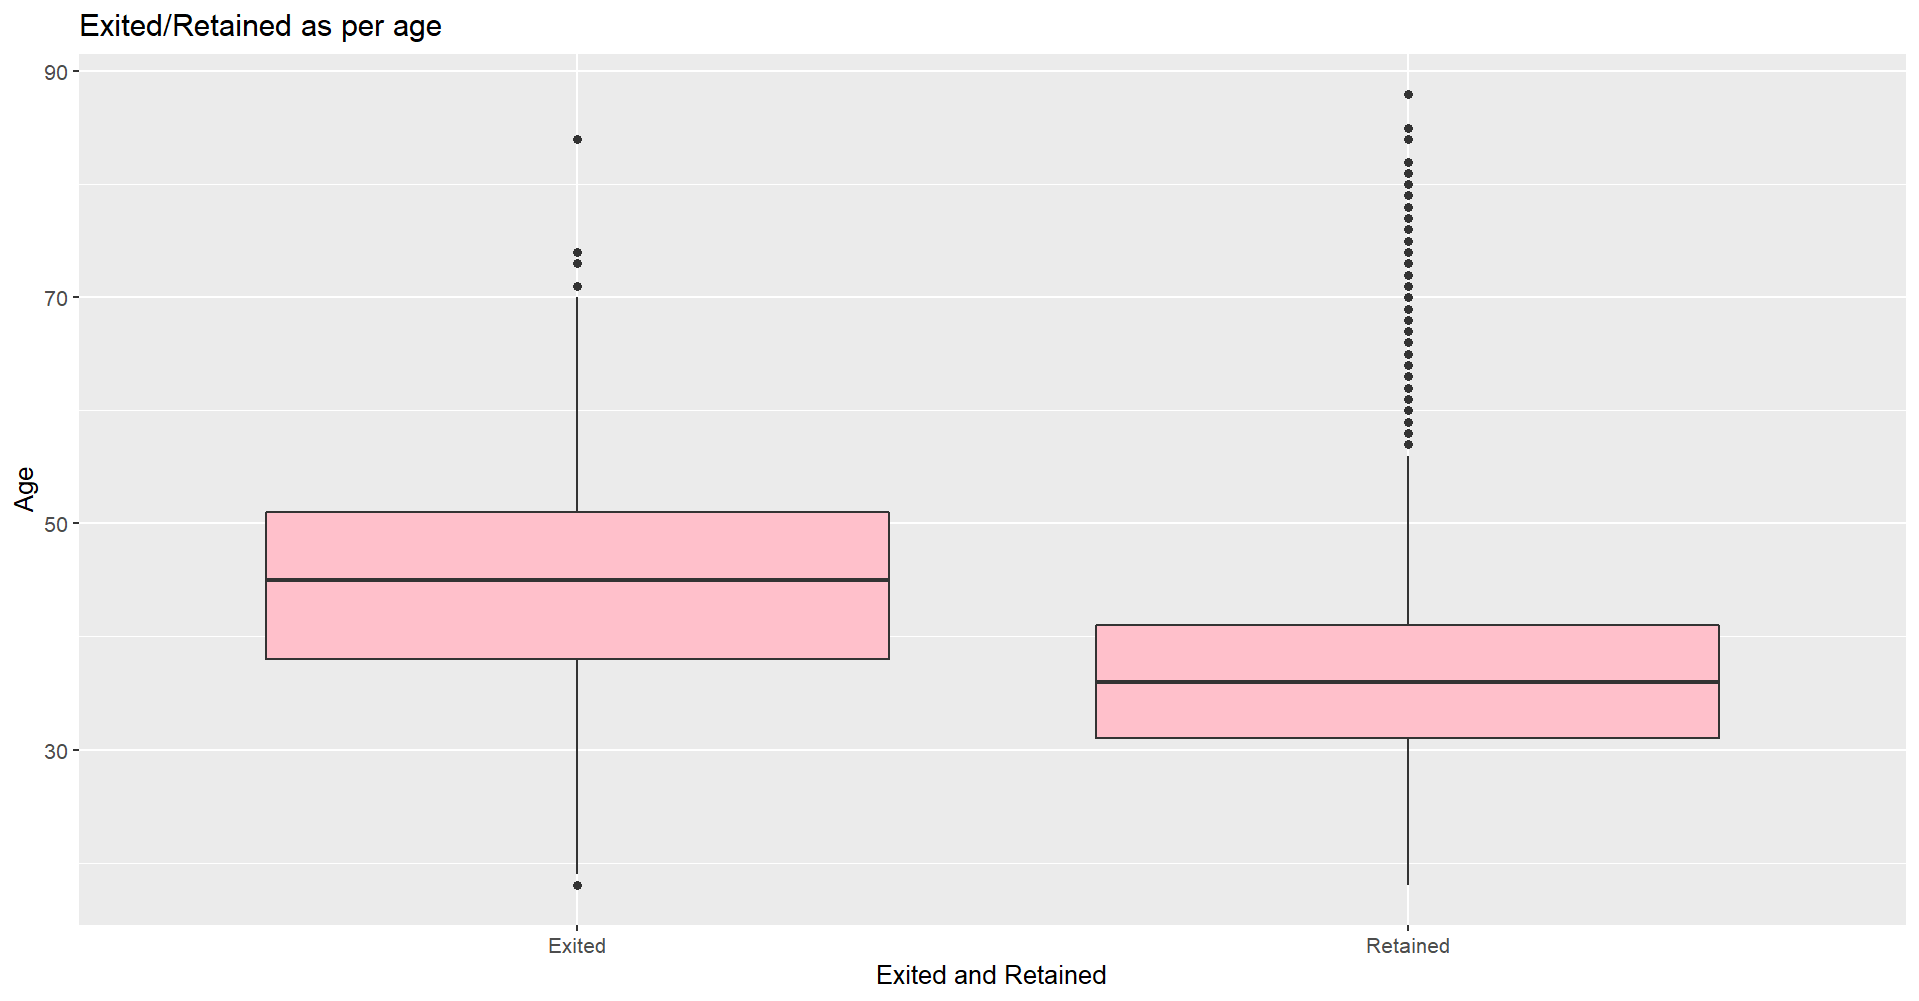 Exited/Retained as per age
Age
90
70
50
30
Exited
Retained
Exited and Retained